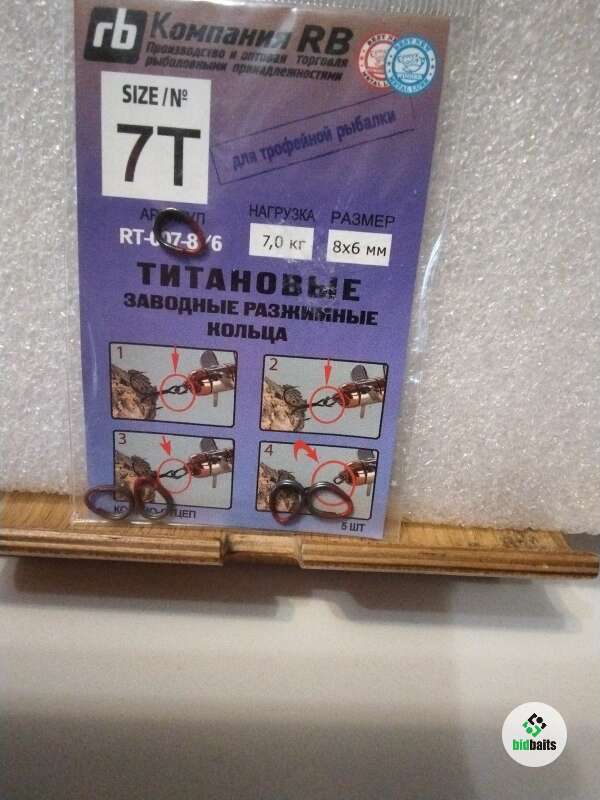 rb Компания RB
Производство и оптовая торговля
рыболовными принадлежностями
SIZE/№
7T
для трофейной рыбалки
НАГРУЗКА
7,0 кг
РАЗМЕР
8х6 мм
ТИТАНОВЫЕ
ЗАВОДНЫЕ РАЗЖИМНЫЕ
КОЛЬЦА
1
2
3
4
5 ШТ
bidbaits